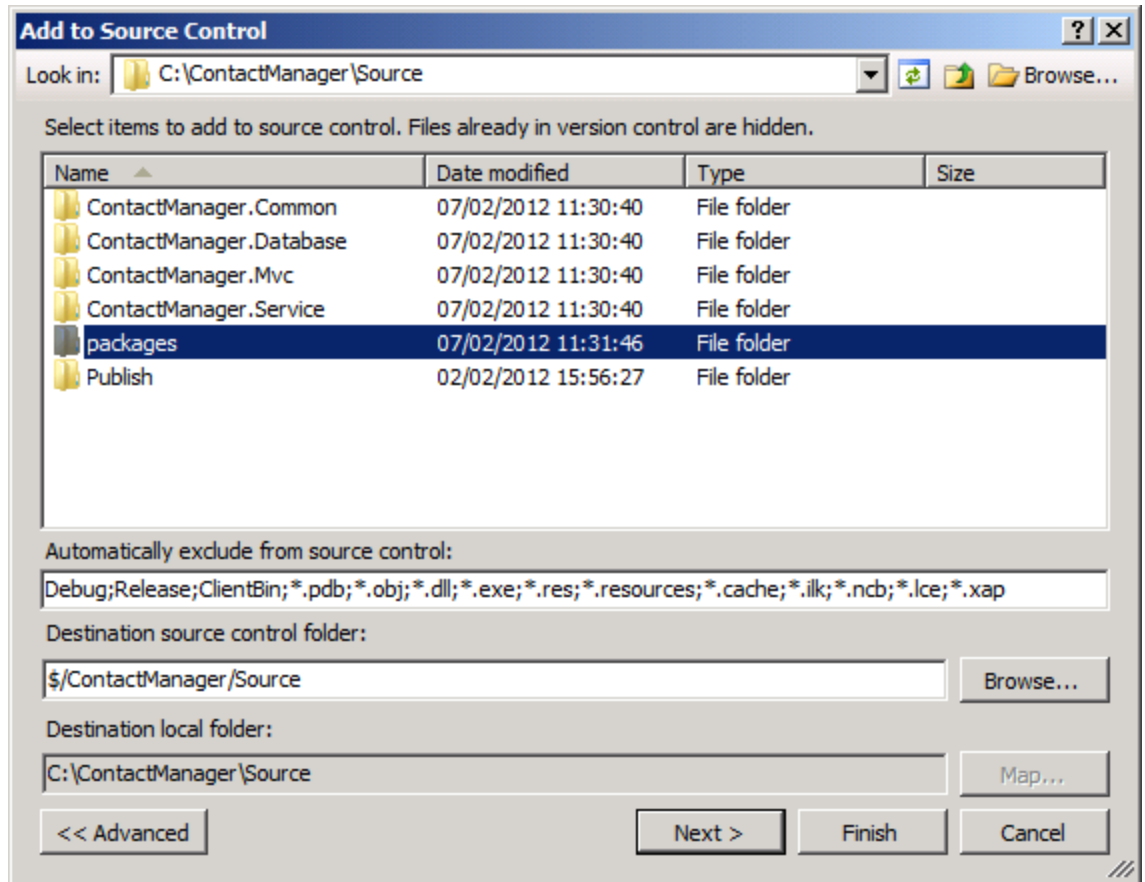 Add to Source Control
Look in: C:\ContactManager\Source Browse...
Select items to add to source control. Files already in version control are hidden.
Name Date modified Type Size
ContactManager.Common 07/02/2012 11:30:40 File folder
ContactManager.Database 07/02/2012 11:30:40 File folder
ContactManager.Mvc 07/02/2012 11:30:40 File folder
ContactManager.Service 07/02/2012 11:30:40 File folder
packages 07/02/2012 11:31:46 File folder
Publish 02/02/2012 15:56:27 File folder
Automatically exclude from source control:
Debug;Release;ClientBin;*.pdb;*.obj;*.dll;*.exe;*.res;*.resources;*.cache;*.ilk;*.ncb;*.lce;*.xap
Destination source control folder:
$/ContactManager/Source Browse...
Destination local folder:
C:\ContactManager\Source Map...
<< Advanced Next > Finish Cancel